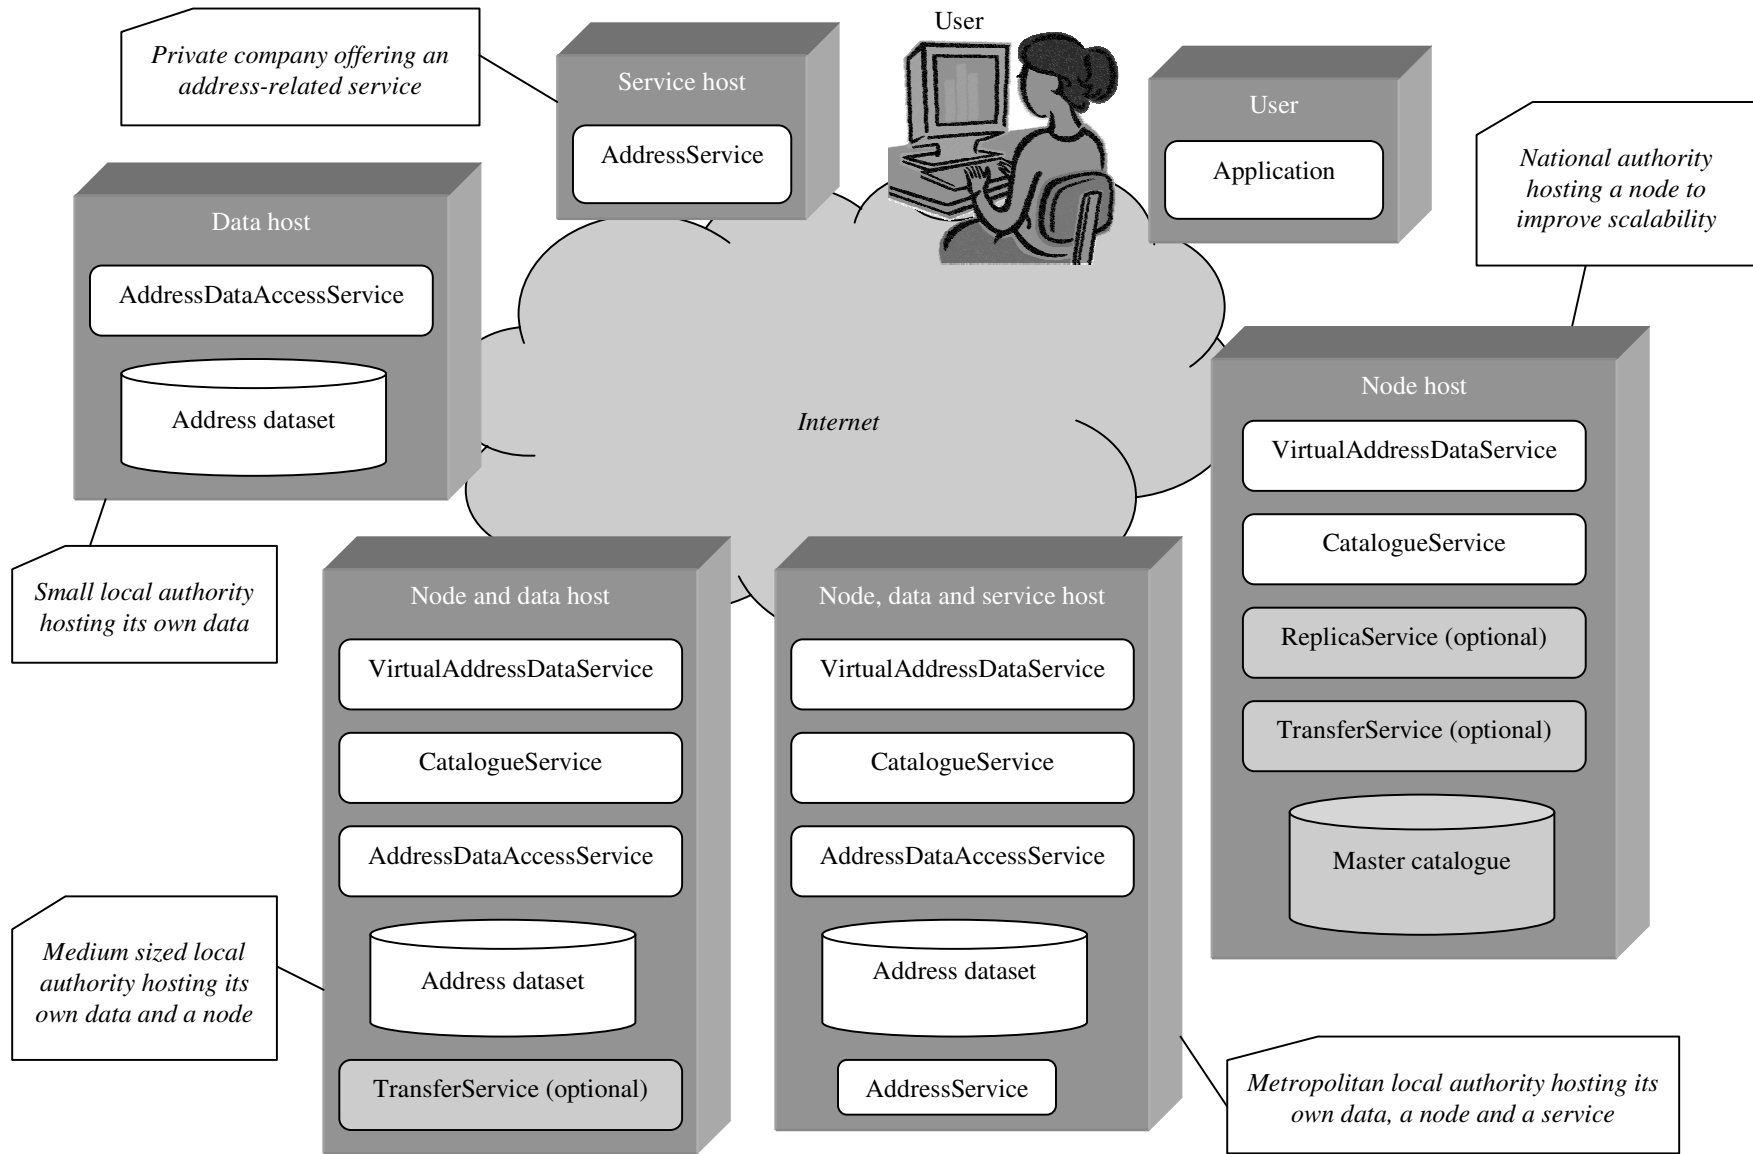 User
Private company offering an
address-related service
Service host
AddressService
User
Application
National authority
hosting a node to
improve scalability
Data host
AddressDataAccessService
Address dataset
Internet
Node host
VirtualAddressDataService
CatalogueService
ReplicaService (optional)
TransferService (optional)
Master catalogue
Small local authority
hosting its own data
Node and data host
VirtualAddressDataService
CatalogueService
AddressDataAccessService
Address dataset
TransferService (optional)
Node, data and service host
VirtualAddressDataService
CatalogueService
AddressDataAccessService
Address dataset
AddressService
Medium sized local
authority hosting its
own data and a node
Metropolitan local authority hosting its
own data, a node and a service